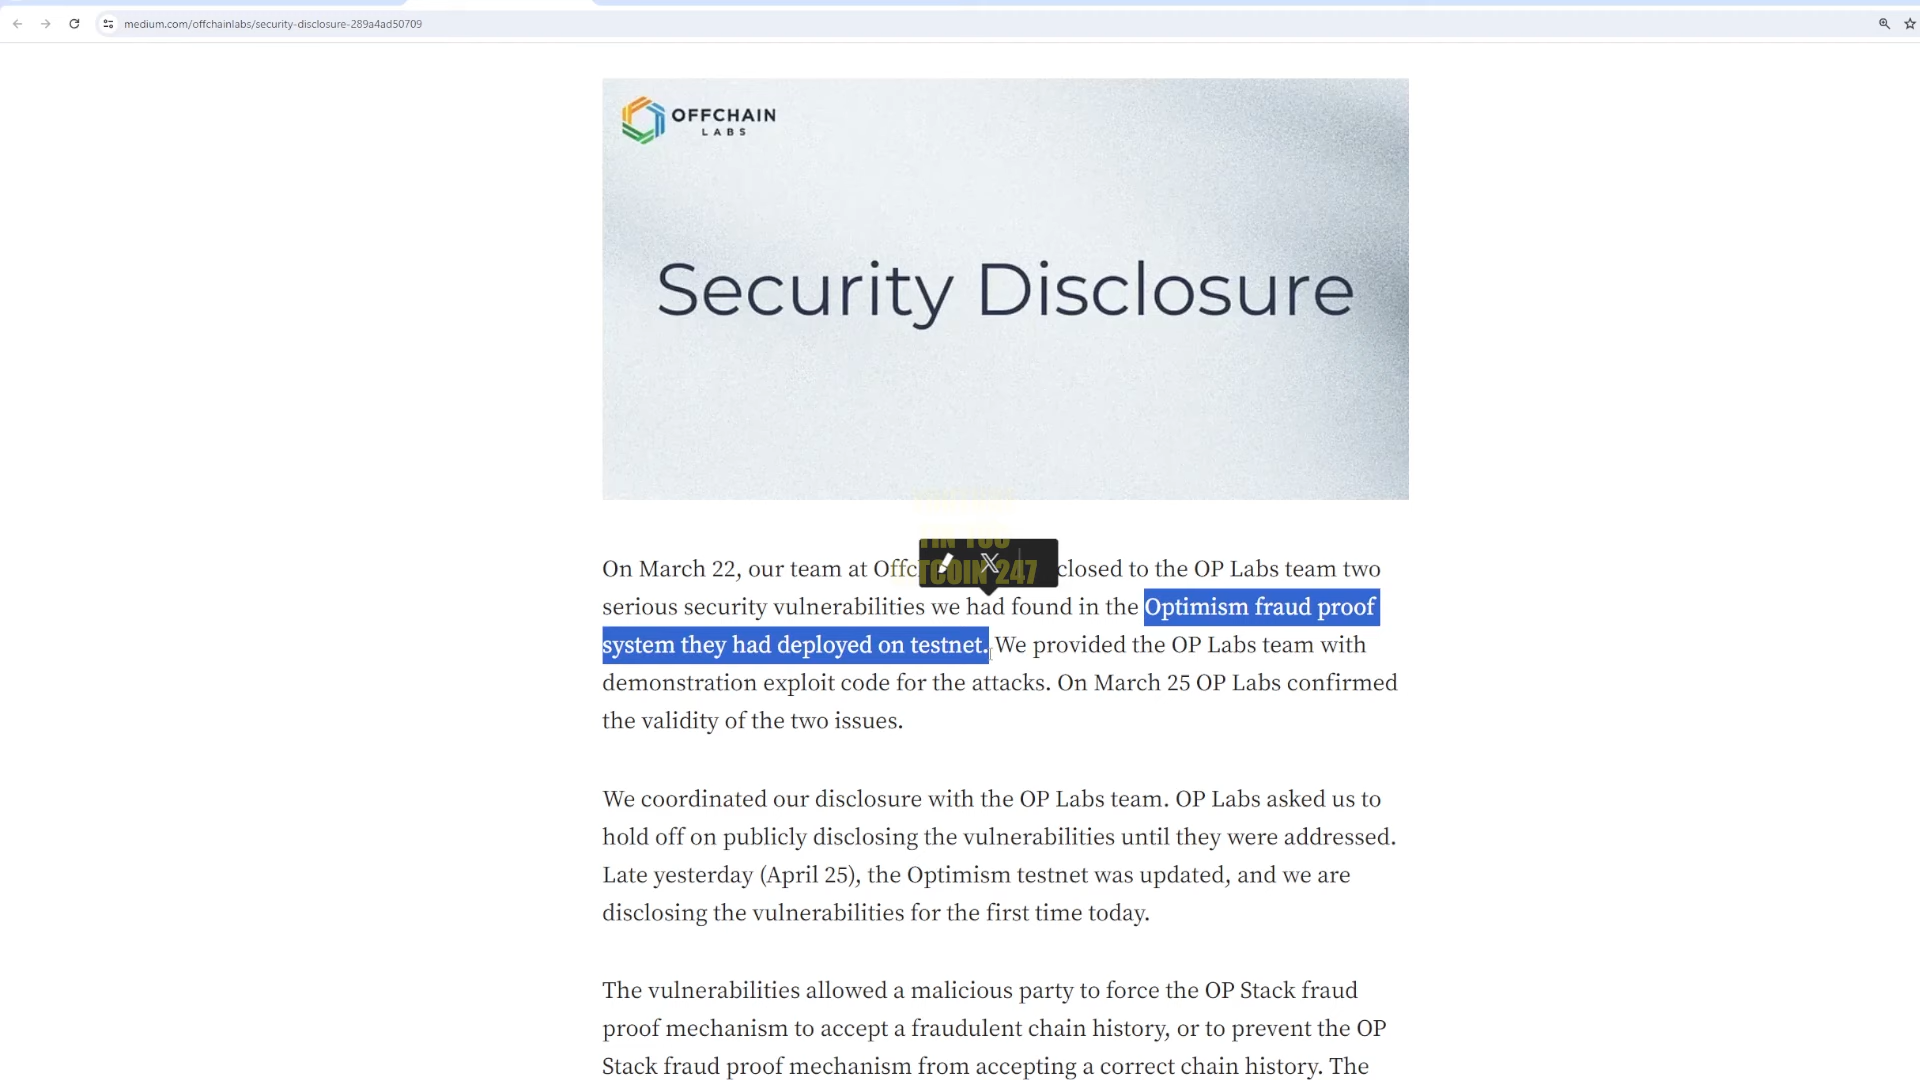 medium.com/offchainlabs/security-disclosure-289a4ad50709
OFFCHAIN
LABS
Security Disclosure
TIN TỨC
TCOIN 247
On March 22, our team at Offc closed to the OP Labs team two
serious security vulnerabilities we had found in the Optimism fraud proof
system they had deployed on testnet. We provided the OP Labs team with
demonstration exploit code for the attacks. On March 25 OP Labs confirmed
the validity of the two issues.
We coordinated our disclosure with the OP Labs team. OP Labs asked us to
hold off on publicly disclosing the vulnerabilities until they were addressed.
Late yesterday (April 25), the Optimism testnet was updated, and we are
disclosing the vulnerabilities for the first time today.
The vulnerabilities allowed a malicious party to force the OP Stack fraud
proof mechanism to accept a fraudulent chain history, or to prevent the OP
Stack fraud proof mechanism from accepting a correct chain history. The